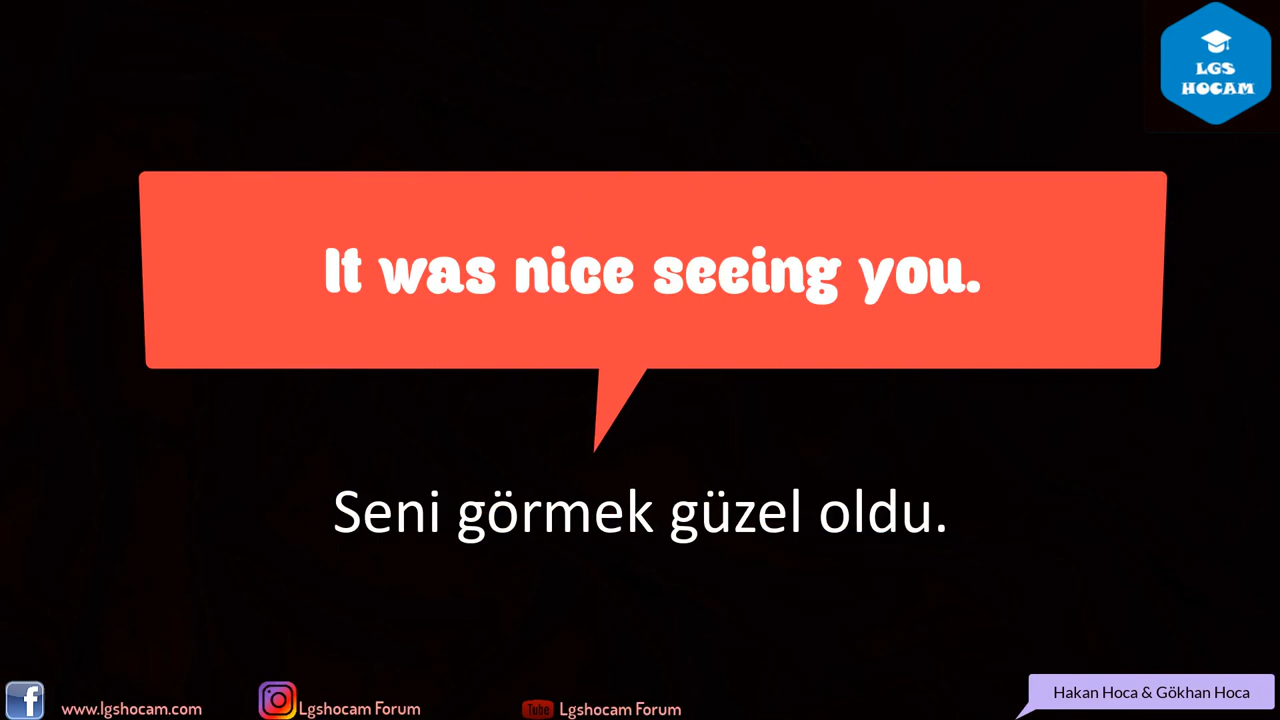 LGS
HOCAM
It was nice seeing you.
Seni görmek güzel oldu.
www.lgshocam.com
Lgshocam Forum
Tube
Lgshocam Forum
Hakan Hoca & Gökhan Hoca